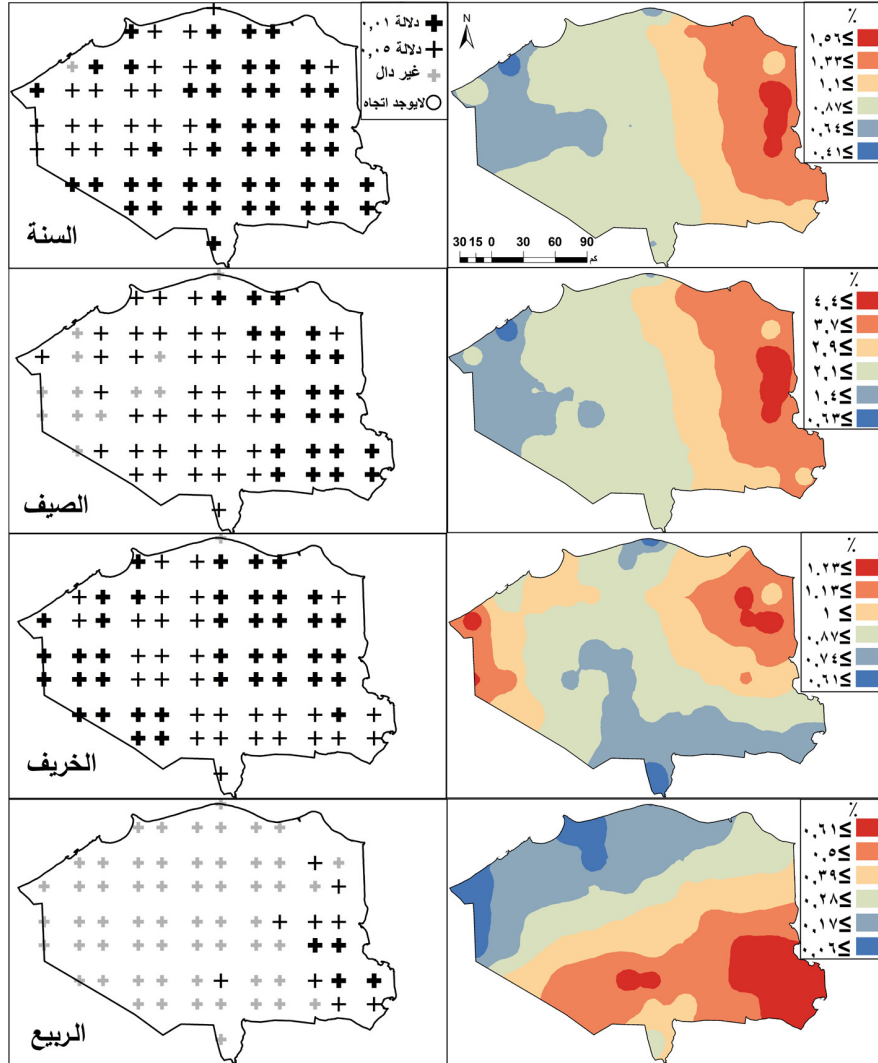 دلالة ٠,٠١
دلالة ٠,٠٥
غير دال
لايوجد اتجاه
السنة
N
٪
≥١,٥٦
≥١,٣٣
≥١,١
≥٠,٨٧
≥٠,٦٤
≥٠,٤١
30 15 0 30 60 90
كم
الصيف
٪
≥٤,٤
≥٣,٧
≥٢,٩
≥٢,١
≥١,٤
≥٠,٦٣
الخريف
٪
≥١,٢٣
≥١,١٣
≥١
≥٠,٨٧
≥٠,٧٤
≥٠,٦١
الربيع
٪
≥٠,٦١
≥٠,٥
≥٠,٣٩
≥٠,٢٨
≥٠,١٧
≥٠,٠٦